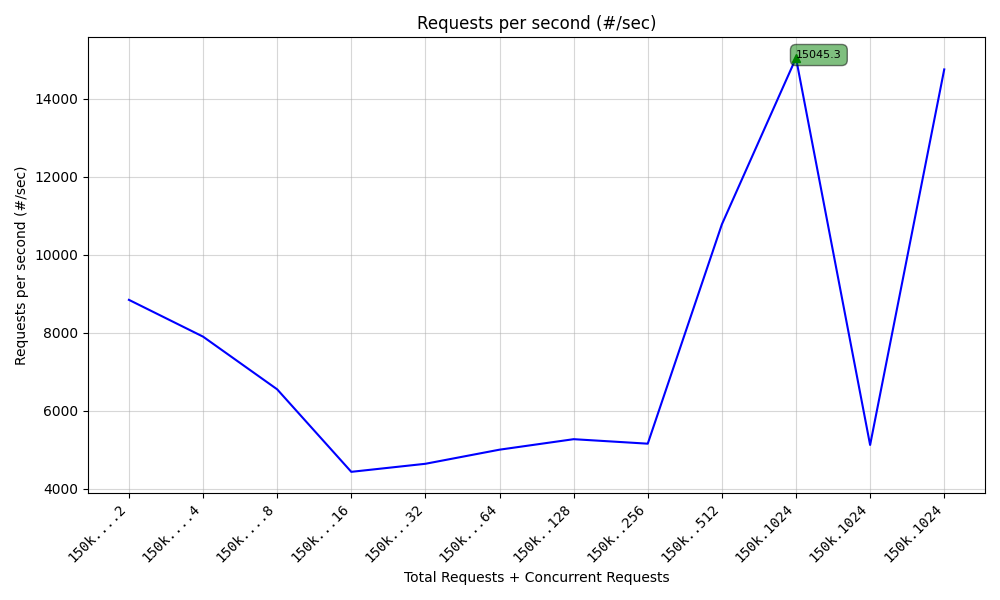 Requests per second (#/sec)
15045.3
14000
12000
10000
8000
6000
4000
Requests per second (#/sec)
150k....2
150k....4
150k....8
150k...16
150k...32
150k...64
150k..128
150k..256
150k..512
150k.1024
150k.1024
150k.1024
Total Requests + Concurrent Requests